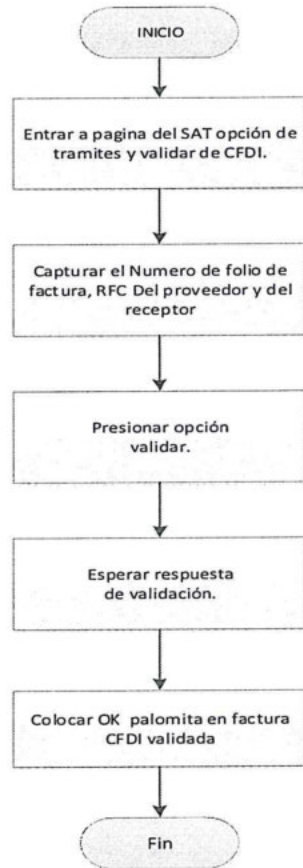 INICIO
Entrar a pagina del SAT opción de
tramites y validar de CFDI.
Capturar el Numero de folio de
factura, RFC Del proveedor y del
receptor
Presionar opción
validar.
Esperar respuesta
de validación.
Colocar OK palomita en factura
CFDI validada
Fin